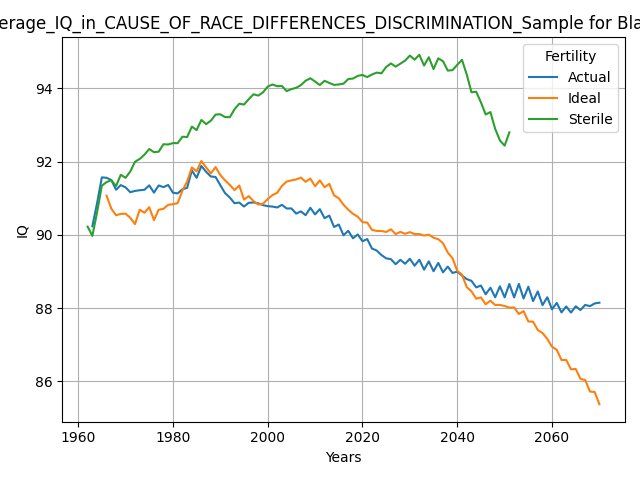 erage_IQ_in_CAUSE_OF_RACE_DIFFERENCES_DISCRIMINATION_Sample for Bla
Fertility
Actual
Ideal
Sterile
94
92
90
88
86
IQ
1960
1980
2000
2020
2040
2060
Years